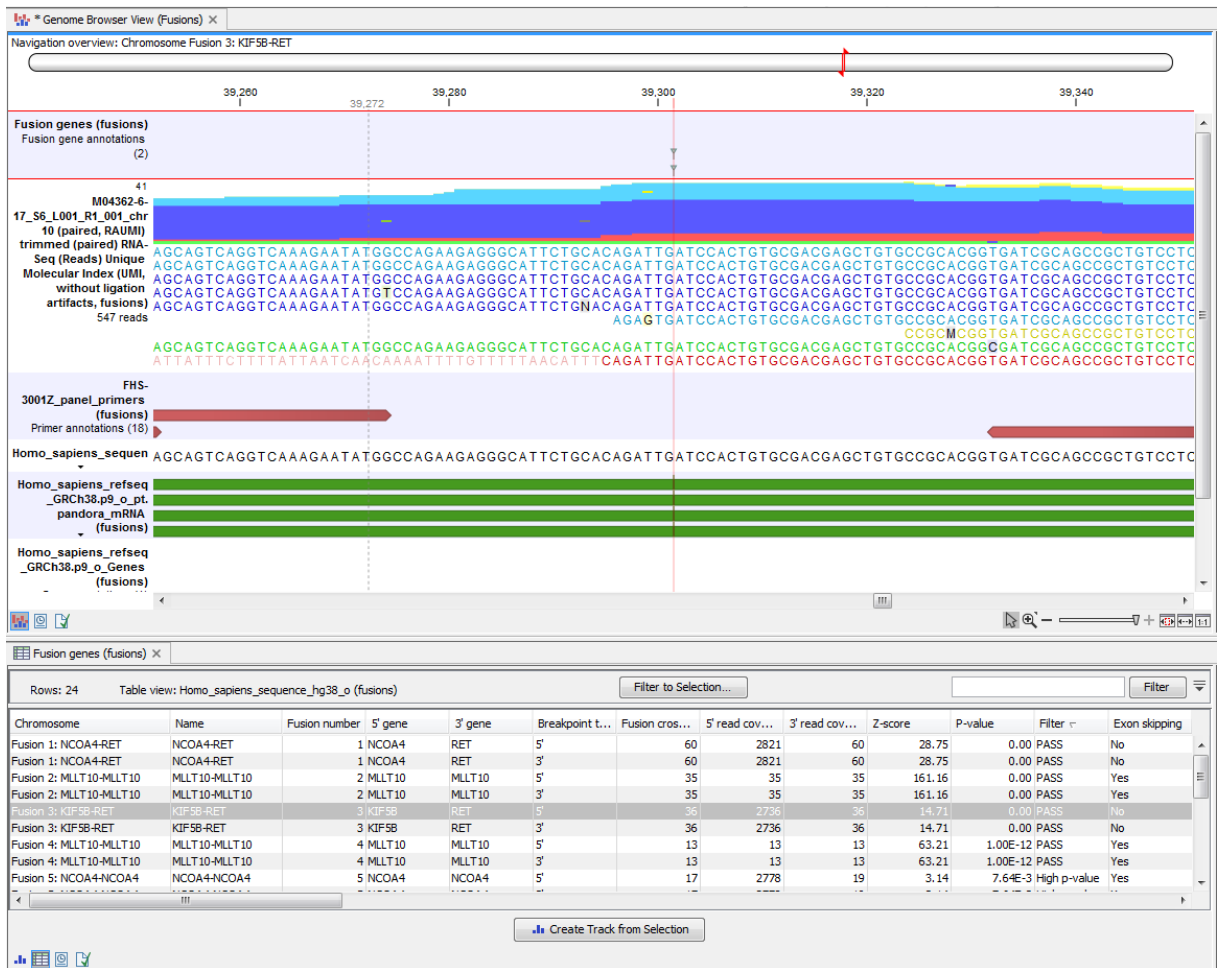 * Genome Browser View (Fusions)
Navigation overview: Chromosome Fusion 3: KIF5B-RET
39,260 39,280 39,300 39,320 39,340
39,272
Fusion genes (fusions)
Fusion gene annotations
(2)
41
M04362-6-
17_S6_L001_R1_001_chr
10 (paired, RAUMI)
trimmed (paired) RNA-
Seq (Reads) Unique
Molecular Index (UMI,
without ligation
artifacts, fusions)
547 reads
AGCAGTCAGGTCAAAGAATATGGCCAGAAGAGGGCATTCTGCACAGATTGATCCACTGTGCGACGAGCTGTGCCGCACGGTGATCGCAGCCGCTGTCCTC
AGCAGTCAGGTCAAAGAATATGGCCAGAAGAGGGCATTCTGCACAGATTGATCCACTGTGCGACGAGCTGTGCCGCACGGTGATCGCAGCCGCTGTCCTC
AGCAGTCAGGTCAAAGAATATGGCCAGAAGAGGGCATTCTGCACAGATTGATCCACTGTGCGACGAGCTGTGCCGCACGGTGATCGCAGCCGCTGTCCTC
AGCAGTCAGGTCAAAGAATATGTCCAGAAGAGGGCATTCTGCACAGATTGATCCACTGTGCGACGAGCTGTGCCGCACGGTGATCGCAGCCGCTGTCCTC
AGCAGTCAGGTCAAAGAATATGGCCAGAAGAGGGCATTCTGNACAGATTGATCCACTGTGCGACGAGCTGTGCCGCACGGTGATCGCAGCCGCTGTCCTC
AGAGTGATCCACTGTGCGACGAGCTGTGCCGCACGGTGATCGCAGCCGCTGTCCTC
CCGCMCGGTGATCGCAGCCGCTGTCCTC
AGCAGTCAGGTCAAAGAATATGGCCAGAAGAGGGCATTCTGCACAGATTGATCCACTGTGCGACGAGCTGTGCCGCACGGCGATCGCAGCCGCTGTCCTC
ATTATTTCTTTTATTAATCAACAAAATTTTGTTTTTAACATTTCAGATTGATCCACTGTGCGACGAGCTGTGCCGCACGGTGATCGCAGCCGCTGTCCTC
FHS-
3001Z_panel_primers
(fusions)
Primer annotations (18)
Homo_sapiens_sequen AGCAGTCAGGTCAAAGAATATGGCCAGAAGAGGGCATTCTGCACAGATTGATCCACTGTGCGACGAGCTGTGCCGCACGGTGATCGCAGCCGCTGTCCTC
Homo_sapiens_refseq
_GRCh38.p9_o_pt.
pandora_mRNA
(fusions)
Homo_sapiens_refseq
_GRCh38.p9_o_Genes
(fusions)
1:1
Fusion genes (fusions)
Rows: 24 Table view: Homo_sapiens_sequence_hg38_o (fusions) Filter to Selection... Filter
Chromosome Name Fusion number 5' gene 3' gene Breakpoint t... Fusion cros... 5' read cov... 3' read cov... Z-score P-value Filter Exon skipping
Fusion 1: NCOA4-RET NCOA4-RET 1 NCOA4 RET 5' 60 2821 60 28.75 0.00 PASS No
Fusion 1: NCOA4-RET NCOA4-RET 1 NCOA4 RET 3' 60 2821 60 28.75 0.00 PASS No
Fusion 2: MLLT10-MLLT10 MLLT10-MLLT10 2 MLLT10 MLLT10 5' 35 35 35 161.16 0.00 PASS Yes
Fusion 2: MLLT10-MLLT10 MLLT10-MLLT10 2 MLLT10 MLLT10 3' 35 35 35 161.16 0.00 PASS Yes
Fusion 3: KIF5B-RET KIF5B-RET 3 KIF5B RET 5' 36 2736 36 14.71 0.00 PASS No
Fusion 3: KIF5B-RET KIF5B-RET 3 KIF5B RET 3' 36 2736 36 14.71 0.00 PASS No
Fusion 4: MLLT10-MLLT10 MLLT10-MLLT10 4 MLLT10 MLLT10 5' 13 13 13 63.21 1.00E-12 PASS Yes
Fusion 4: MLLT10-MLLT10 MLLT10-MLLT10 4 MLLT10 MLLT10 3' 13 13 13 63.21 1.00E-12 PASS Yes
Fusion 5: NCOA4-NCOA4 NCOA4-NCOA4 5 NCOA4 NCOA4 5' 17 2778 19 3.14 7.64E-3 High p-value Yes
Create Track from Selection